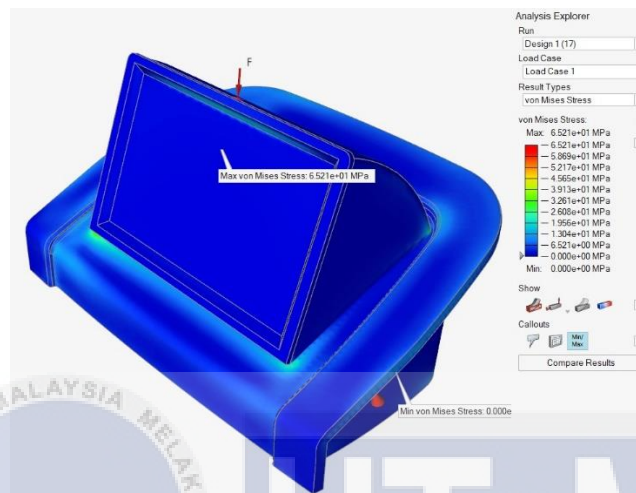 Analysis Explorer
Run
Design 1 (17)
Load Case
Load Case 1
Result Types
von Mises Stress
von Mises Stress:
Max: 6.521e+01 MPa
6.521e+01 MPa
5.869e+01 MPa
5.217e+01 MPa
4.565e+01 MPa
3.913e+01 MPa
3.261e+01 MPa
2.608e+01 MPa
1.956e+01 MPa
1.304e+01 MPa
6.521e+00 MPa
0.000e+00 MPa
Min: 0.000e+00 MPa
Show
Callouts
Min/
Max
Compare Results
F
Max von Mises Stress: 6.521e+01 MPa
Min von Mises Stress: 0.000e
MALAYSIA MELAK